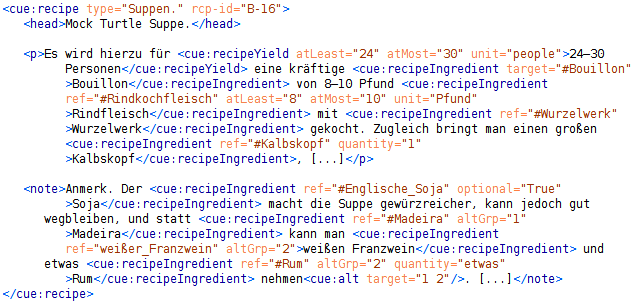 <cue:recipe type="Suppen." rcp-id="B-16">
<head>Mock Turtle Suppe.</head>
<p>Es wird hierzu für <cue:recipeYield atLeast="24" atMost="30" unit="people">24–30
Personen</cue:recipeYield> eine kräftige <cue:recipeIngredient target="#Bouillon"
>Bouillon</cue:recipeIngredient> von 8–10 Pfund <cue:recipeIngredient
ref="#Rindkochfleisch" atLeast="8" atMost="10" unit="Pfund"
>Rindfleisch</cue:recipeIngredient> mit <cue:recipeIngredient ref="#Wurzelwerk"
>Wurzelwerk</cue:recipeIngredient> gekocht. Zugleich bringt man einen großen
<cue:recipeIngredient ref="#Kalbskopf" quantity="1"
>Kalbskopf</cue:recipeIngredient>, [...]</p>
<note>Anmerk. Der <cue:recipeIngredient ref="#Englische_Soja" optional="True"
>Soja</cue:recipeIngredient> macht die Suppe gewürzreicher, kann jedoch gut
wegbleiben, und statt <cue:recipeIngredient ref="#Madeira" altGrp="1"
>Madeira</cue:recipeIngredient> kann man <cue:recipeIngredient
ref="weißer_Franzwein" altGrp="2">weißen Franzwein</cue:recipeIngredient> und
etwas <cue:recipeIngredient ref="#Rum" altGrp="2" quantity="etwas"
>Rum</cue:recipeIngredient> nehmen<cue:alt target="1 2"/>. [...]</note>
</cue:recipe>